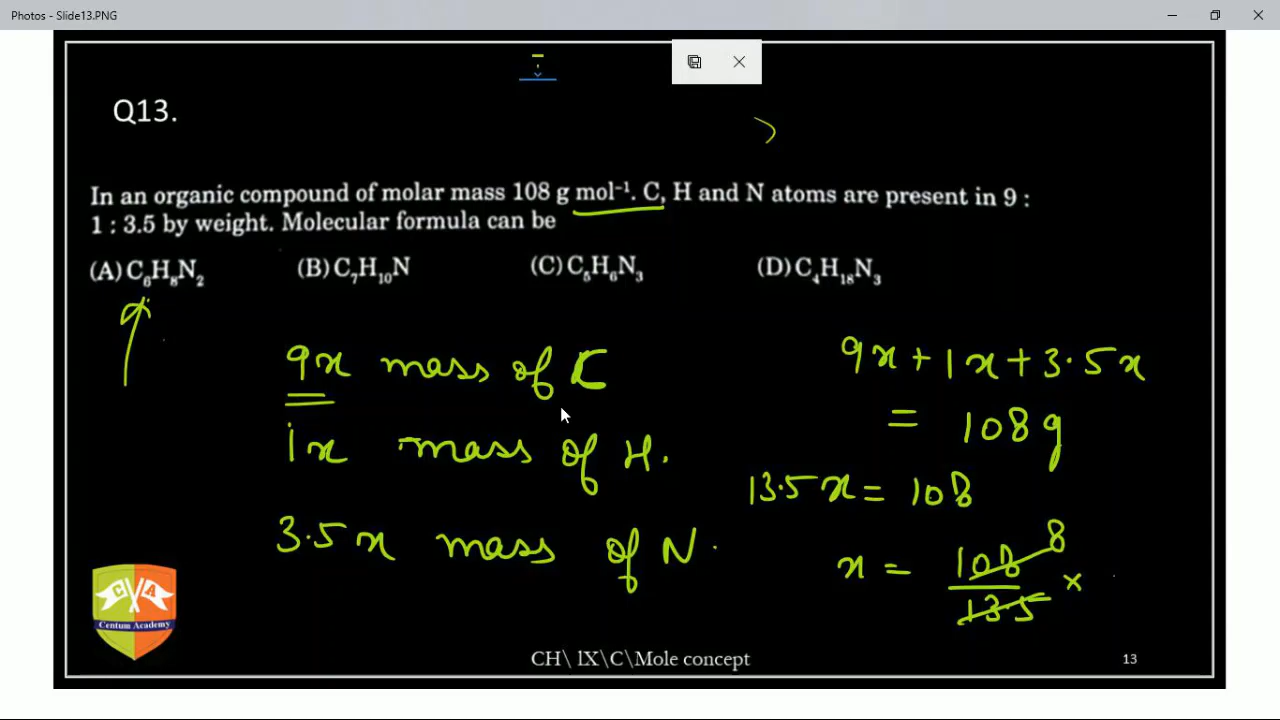 Photos - Slide13.PNG
Q13.
In an organic compound of molar mass 108 g mol⁻¹. C, H and N atoms are present in 9 :
1 : 3.5 by weight. Molecular formula can be
(A) C₆H₈N₂ (B) C₇H₁₀N (C) C₅H₆N₃ (D) C₄H₁₈N₃
9x mass of C
1x mass of H.
3.5x mass of N.
9x + 1x + 3.5x
= 108g
13.5x = 108
x = 108 8
13.5 ×
CA
Centum Academy
CH\ lX\C\Mole concept
13